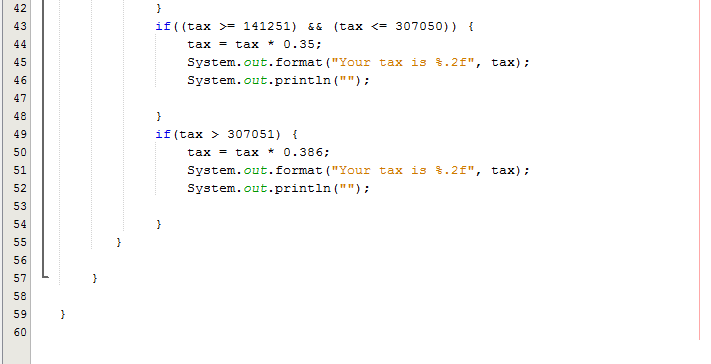 42 }
43 if((tax >= 141251) && (tax <= 307050)) {
44 tax = tax * 0.35;
45 System.out.format("Your tax is %.2f", tax);
46 System.out.println("");
47
48 }
49 if(tax > 307051) {
50 tax = tax * 0.386;
51 System.out.format("Your tax is %.2f", tax);
52 System.out.println("");
53
54 }
55 }
56
57 }
58
59 }
60